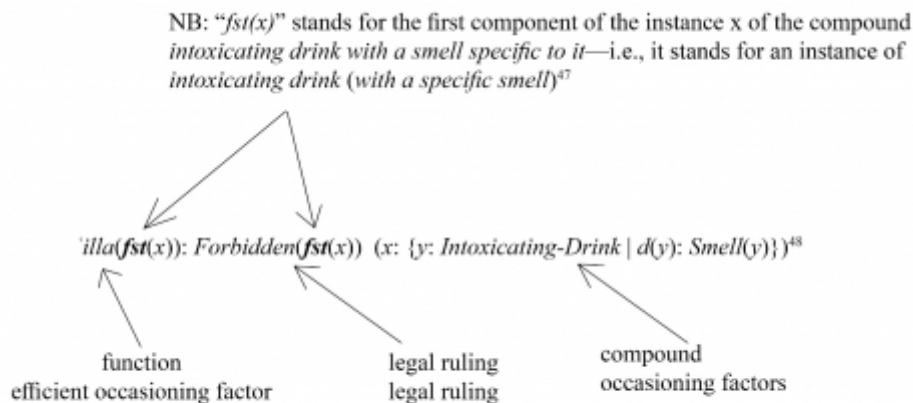 NB: “fst(x)” stands for the first component of the instance x of the compound
intoxicating drink with a smell specific to it—i.e., it stands for an instance of
intoxicating drink (with a specific smell)⁴⁷
ʿilla(fst(x)): Forbidden(fst(x)) (x: {y: Intoxicating-Drink | d(y): Smell(y)})⁴⁸
function
efficient occasioning factor
legal ruling
legal ruling
compound
occasioning factors